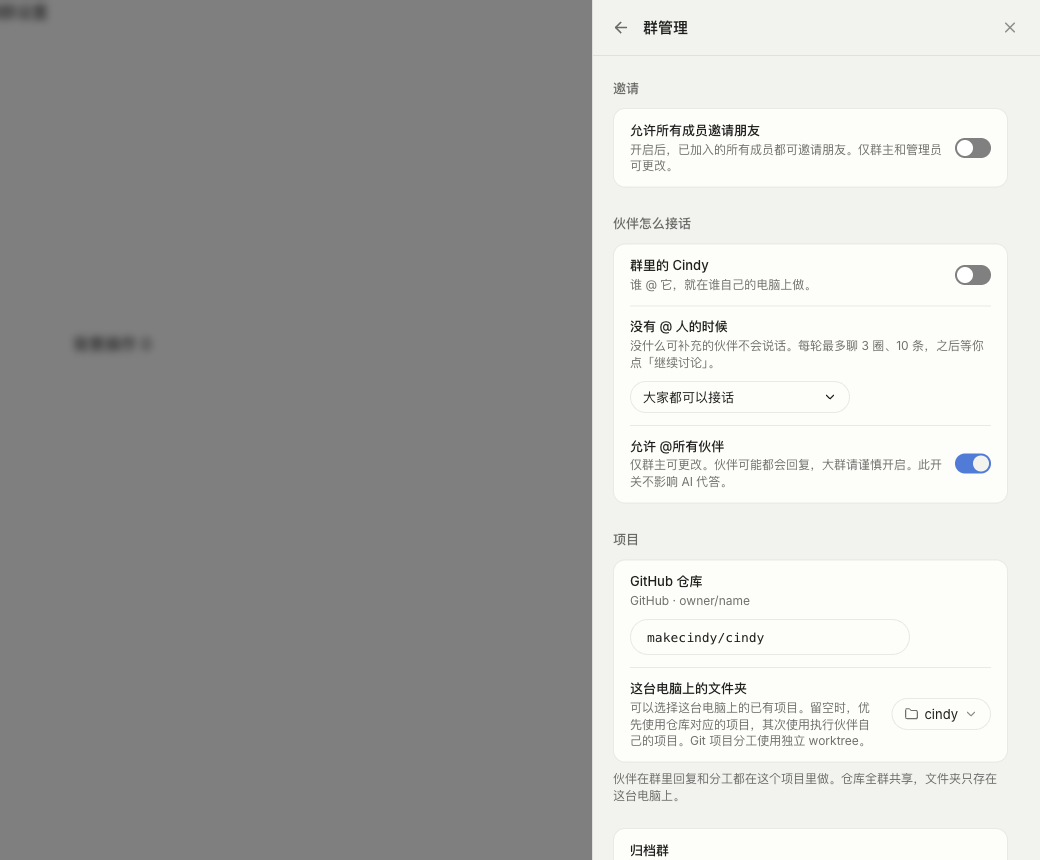 群管理
邀请
允许所有成员邀请朋友
开启后，已加入的所有成员都可邀请朋友。仅群主和管理员
可更改。
伙伴怎么接话
群里的 Cindy
谁 @ 它，就在谁自己的电脑上做。
没有 @ 人的时候
没什么可补充的伙伴不会说话。每轮最多聊 3 圈、10 条，之后等你
点「继续讨论」。
大家都可以接话
允许 @所有伙伴
仅群主可更改。伙伴可能都会回复，大群请谨慎开启。此开
关不影响 AI 代答。
项目
GitHub 仓库
GitHub · owner/name
makecindy/cindy
这台电脑上的文件夹
可以选择这台电脑上的已有项目。留空时，优
先使用仓库对应的项目，其次使用执行伙伴自
己的项目。Git 项目分工使用独立 worktree。
cindy
伙伴在群里回复和分工都在这个项目里做。仓库全群共享，文件夹只存在
这台电脑上。
归档群